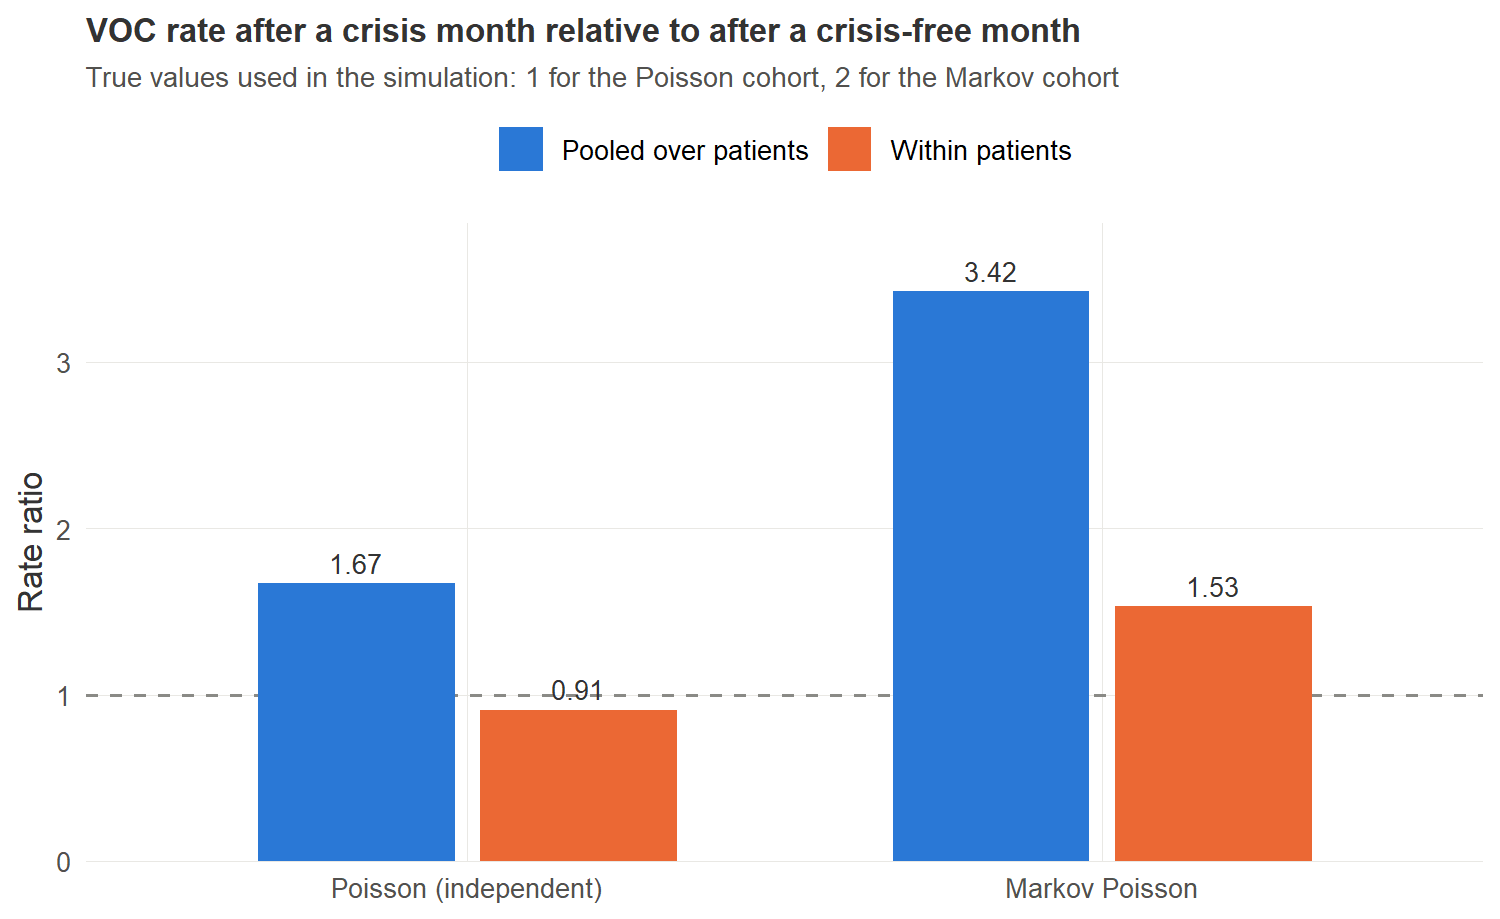 VOC rate after a crisis month relative to after a crisis-free month
True values used in the simulation: 1 for the Poisson cohort, 2 for the Markov cohort
Pooled over patients Within patients
3.42
3
2
1.67
1.53
1
0.91
0
Rate ratio
Poisson (independent) Markov Poisson